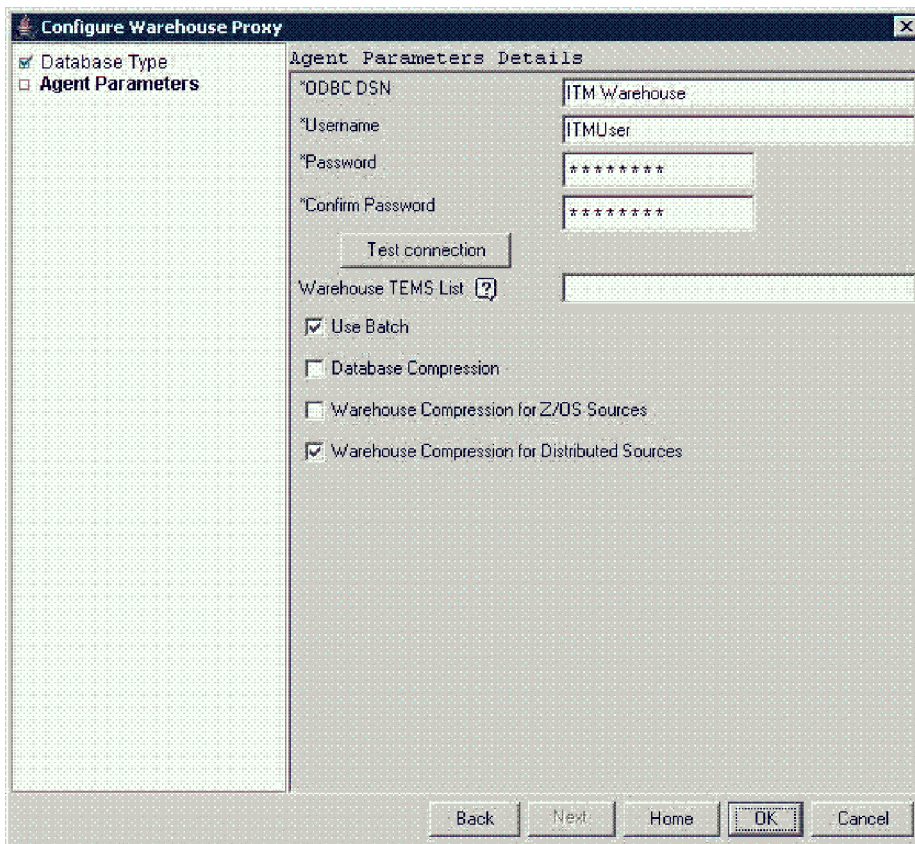 Configure Warehouse Proxy
Database Type
Agent Parameters
Agent Parameters Details
*ODBC DSN
ITM Warehouse
*Username
ITMUser
*Password
********
*Confirm Password
********
Test connection
Warehouse TEMS List ?
Use Batch
Database Compression
Warehouse Compression for Z/OS Sources
Warehouse Compression for Distributed Sources
Back Next Home OK Cancel